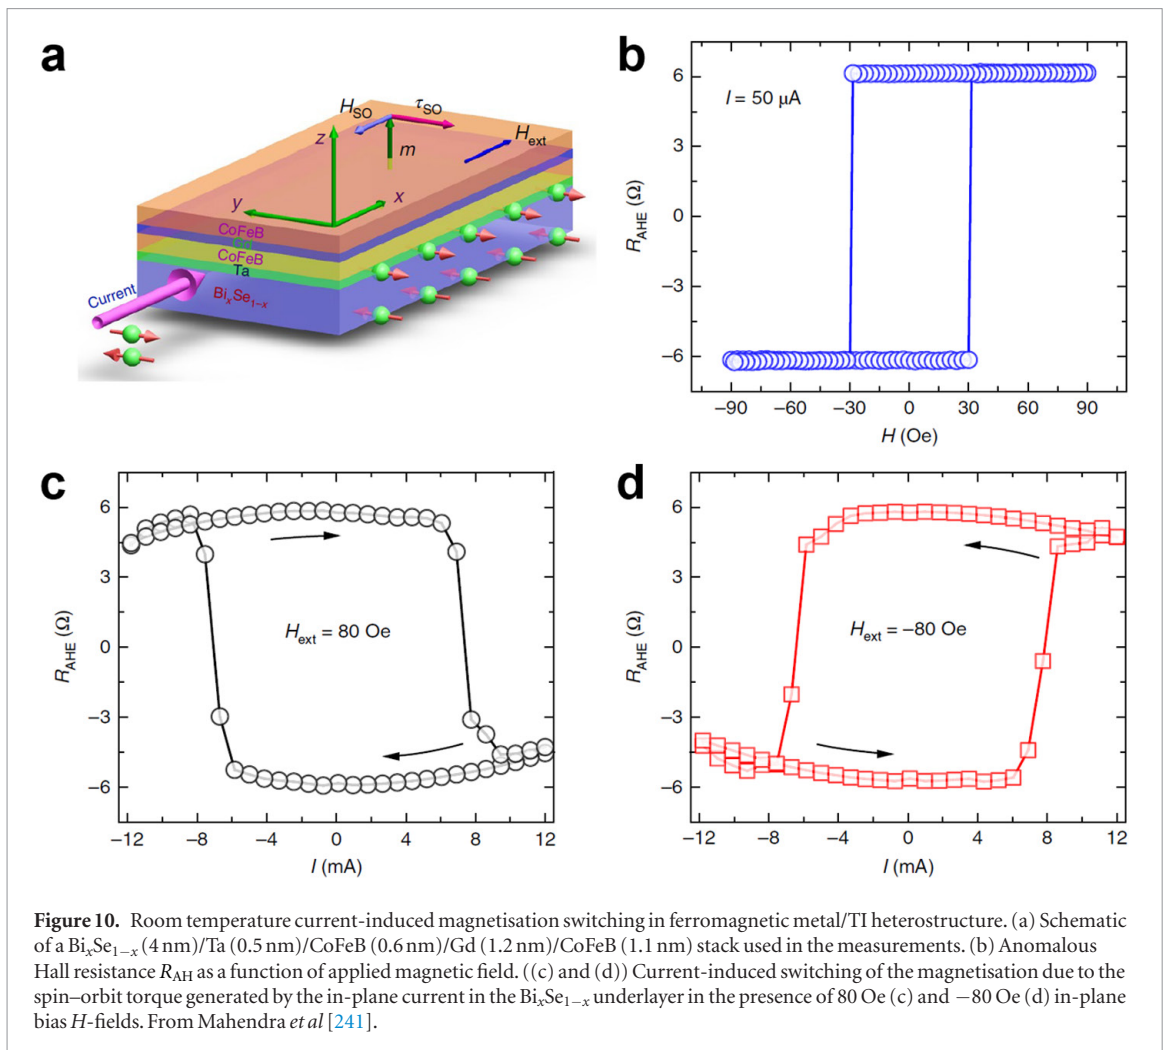 a
H_SO
τ_SO
z
H_ext
m
y
x
CoFeB
CoFeB
Ta
Current
Bi_xSe_{1−x}
b
I = 50 μA
6
3
0
−3
−6
R_AHE (Ω)
−90 −60 −30 0 30 60 90
H (Oe)
c
6
3
0
−3
−6
R_AHE (Ω)
H_ext = 80 Oe
−12 −8 −4 0 4 8 12
I (mA)
d
6
3
0
−3
−6
R_AHE (Ω)
H_ext = −80 Oe
−12 −8 −4 0 4 8 12
I (mA)
Figure 10. Room temperature current-induced magnetisation switching in ferromagnetic metal/TI heterostructure. (a) Schematic
of a Bi_xSe_{1−x} (4 nm)/Ta (0.5 nm)/CoFeB (0.6 nm)/Gd (1.2 nm)/CoFeB (1.1 nm) stack used in the measurements. (b) Anomalous
Hall resistance R_AH as a function of applied magnetic field. ((c) and (d)) Current-induced switching of the magnetisation due to the
spin–orbit torque generated by the in-plane current in the Bi_xSe_{1−x} underlayer in the presence of 80 Oe (c) and −80 Oe (d) in-plane
bias H-fields. From Mahendra et al [241].